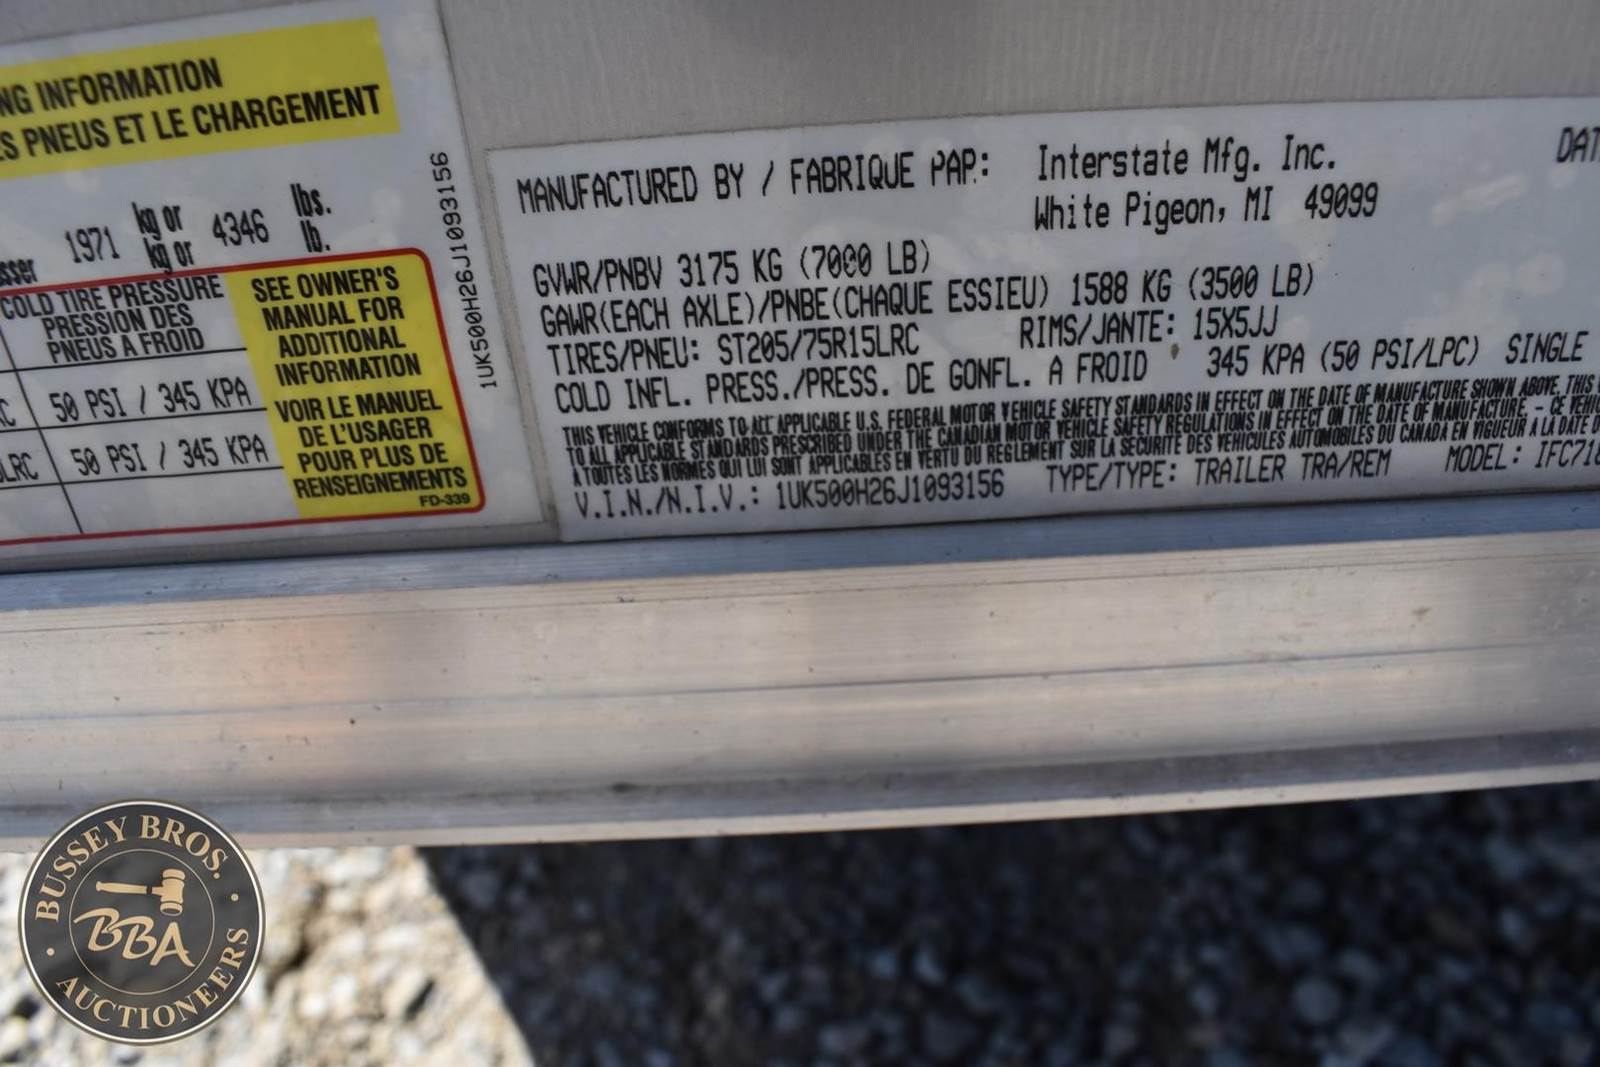 NG INFORMATION
ES PNEUS ET LE CHARGEMENT
kg or lbs.
1971 4346
sser kg or lb.
COLD TIRE PRESSURE
PRESSION DES
PNEUS A FROID
50 PSI / 345 KPA
LRC 50 PSI / 345 KPA
SEE OWNER'S
MANUAL FOR
ADDITIONAL
INFORMATION
VOIR LE MANUEL
DE L'USAGER
POUR PLUS DE
RENSEIGNEMENTS
FD-339
1UK500H26J1093156
MANUFACTURED BY / FABRIQUE PAR: Interstate Mfg. Inc. DAT
White Pigeon, MI 49099
GVWR/PNBV 3175 KG (7000 LB)
GAWR(EACH AXLE)/PNBE(CHAQUE ESSIEU) 1588 KG (3500 LB)
TIRES/PNEU: ST205/75R15LRC RIMS/JANTE: 15X5JJ
COLD INFL. PRESS./PRESS. DE GONFL. A FROID 345 KPA (50 PSI/LPC) SINGLE
THIS VEHICLE CONFORMS TO ALL APPLICABLE U.S. FEDERAL MOTOR VEHICLE SAFETY STANDARDS IN EFFECT ON THE DATE OF MANUFACTURE SHOWN ABOVE. THIS
TO ALL APPLICABLE STANDARDS PRESCRIBED UNDER THE CANADIAN MOTOR VEHICLE SAFETY REGULATIONS IN EFFECT ON THE DATE OF MANUFACTURE. - CE VEHIC
A TOUTES LES NORMES QUI LUI SONT APPLICABLES EN VERTU DU REGLEMENT SUR LA SECURITE DES VEHICULES AUTOMOBILES DU CANADA EN VIGUEUR A LA DATE D
V.I.N./N.I.V.: 1UK500H26J1093156 TYPE/TYPE: TRAILER TRA/REM MODEL: IFC718
BUSSEY BROS.
BBA
AUCTIONEERS